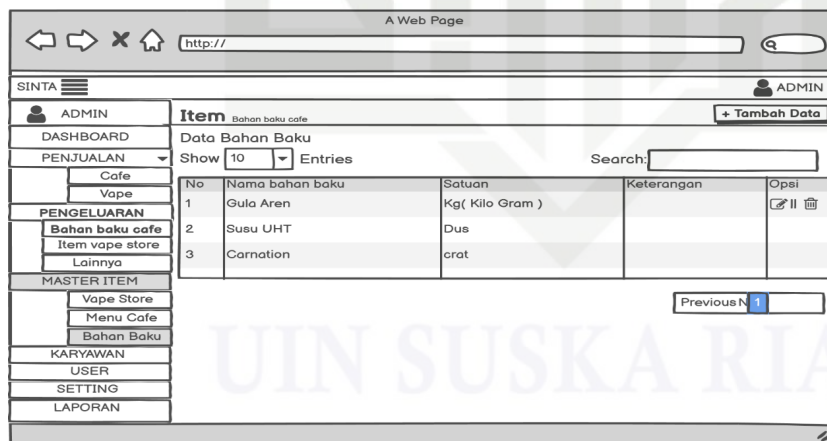 A Web Page
http://
SINTA
ADMIN
ADMIN
DASHBOARD
PENJUALAN
Cafe
Vape
PENGELUARAN
Bahan baku cafe
Item vape store
Lainnya
MASTER ITEM
Vape Store
Menu Cafe
Bahan Baku
KARYAWAN
USER
SETTING
LAPORAN
Item Bahan baku cafe
+ Tambah Data
Data Bahan Baku
Show 10 Entries Search:
No Nama bahan baku Satuan Keterangan Opsi
1 Gula Aren Kg( Kilo Gram )
2 Susu UHT Dus
3 Carnation crat
Previous N 1
UIN SUSKA RIA